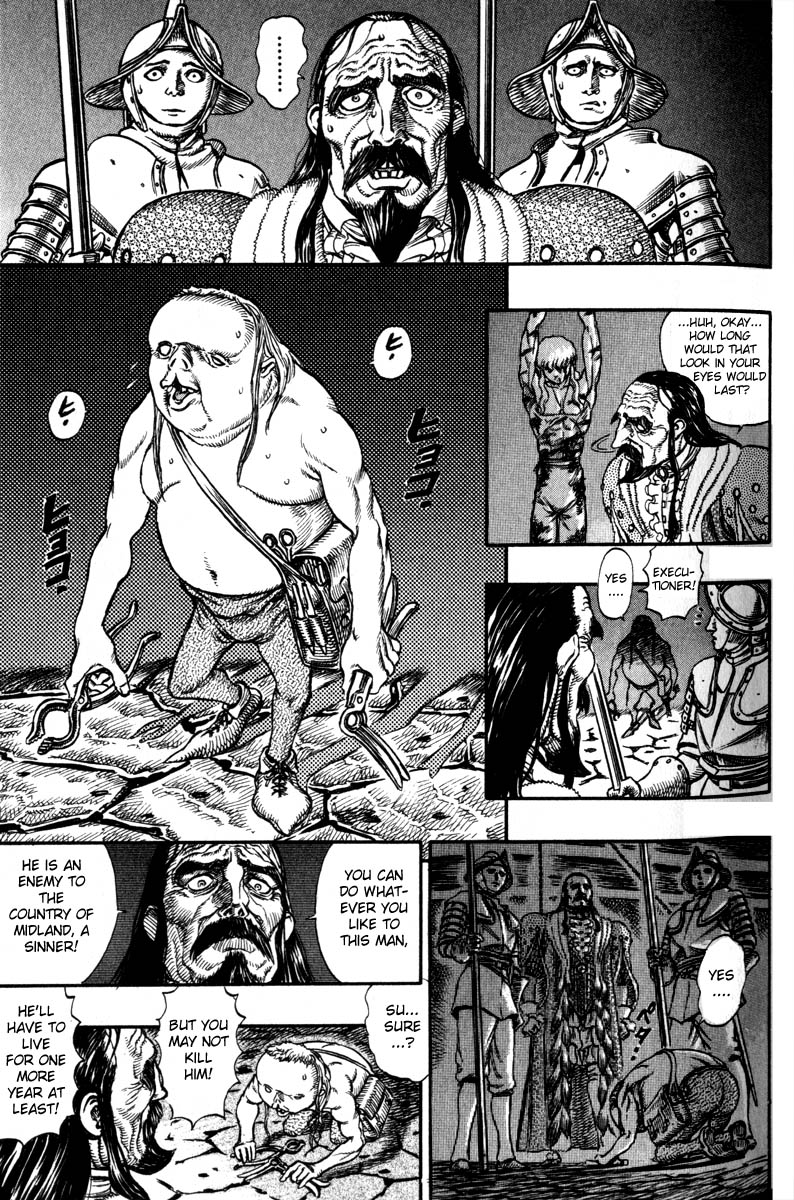 ........
...HUH, OKAY...
HOW LONG
WOULD THAT
LOOK IN YOUR
EYES WOULD
LAST?
EXECU-
TIONER!
YES
....
ヒ
ヒ
ヒョコ
ヒョコ
YES
....
YOU CAN
DO WHAT-
EVER YOU
LIKE TO
THIS MAN,
HE IS AN
ENEMY TO
THE
COUNTRY OF
MIDLAND, A
SINNER!
SU...
SURE
...?
BUT YOU
MAY NOT
KILL
HIM!
HE'LL
HAVE TO
LIVE
FOR ONE
MORE
YEAR AT
LEAST!